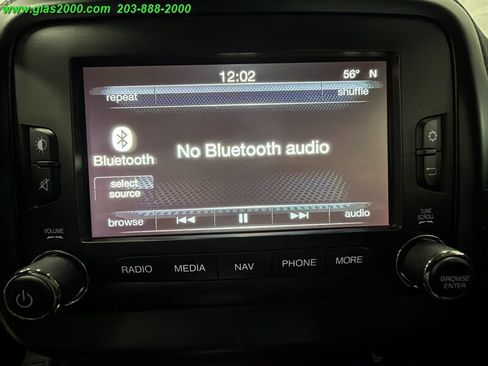 www.glas2000.com 203-888-2000
12:02 56° N
repeat shuffle
Bluetooth
No Bluetooth audio
select
source
browse audio
VOLUME
TUNE
SCROLL
RADIO MEDIA NAV PHONE MORE
BROWSE
ENTER